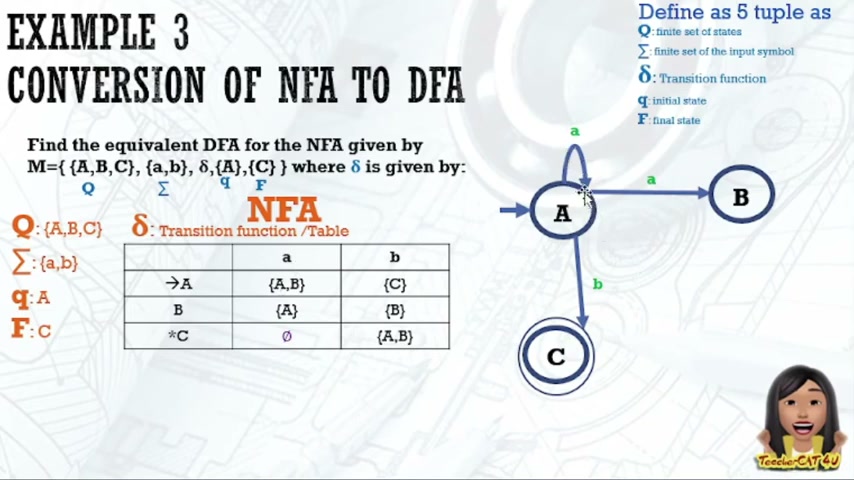 EXAMPLE 3
CONVERSION OF NFA TO DFA
Define as 5 tuple as
Q: finite set of states
∑: finite set of the input symbol
δ: Transition function
q: initial state
F: final state
Find the equivalent DFA for the NFA given by
M={ {A,B,C}, {a,b}, δ,{A},{C} } where δ is given by:
Q ∑ q F
NFA
Q: {A,B,C}
∑: {a,b}
q: A
F: C
δ: Transition function /Table
a b
→A {A,B} {C}
B {A} {B}
*C ∅ {A,B}
a
a
A
B
b
C
TeacherCAT4U